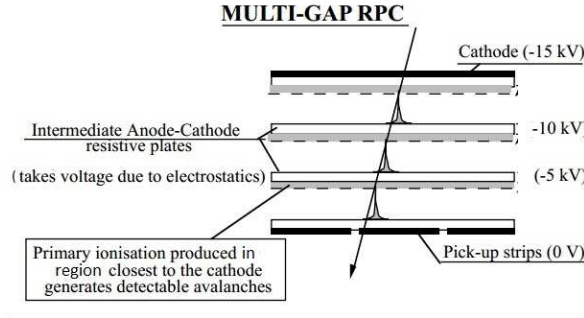 MULTI-GAP RPC
Cathode (-15 kV)
Intermediate Anode-Cathode
resistive plates
-10 kV)
(takes voltage due to electrostatics)
(-5 kV)
Primary ionisation produced in
region closest to the cathode
generates detectable avalanches
Pick-up strips (0 V)